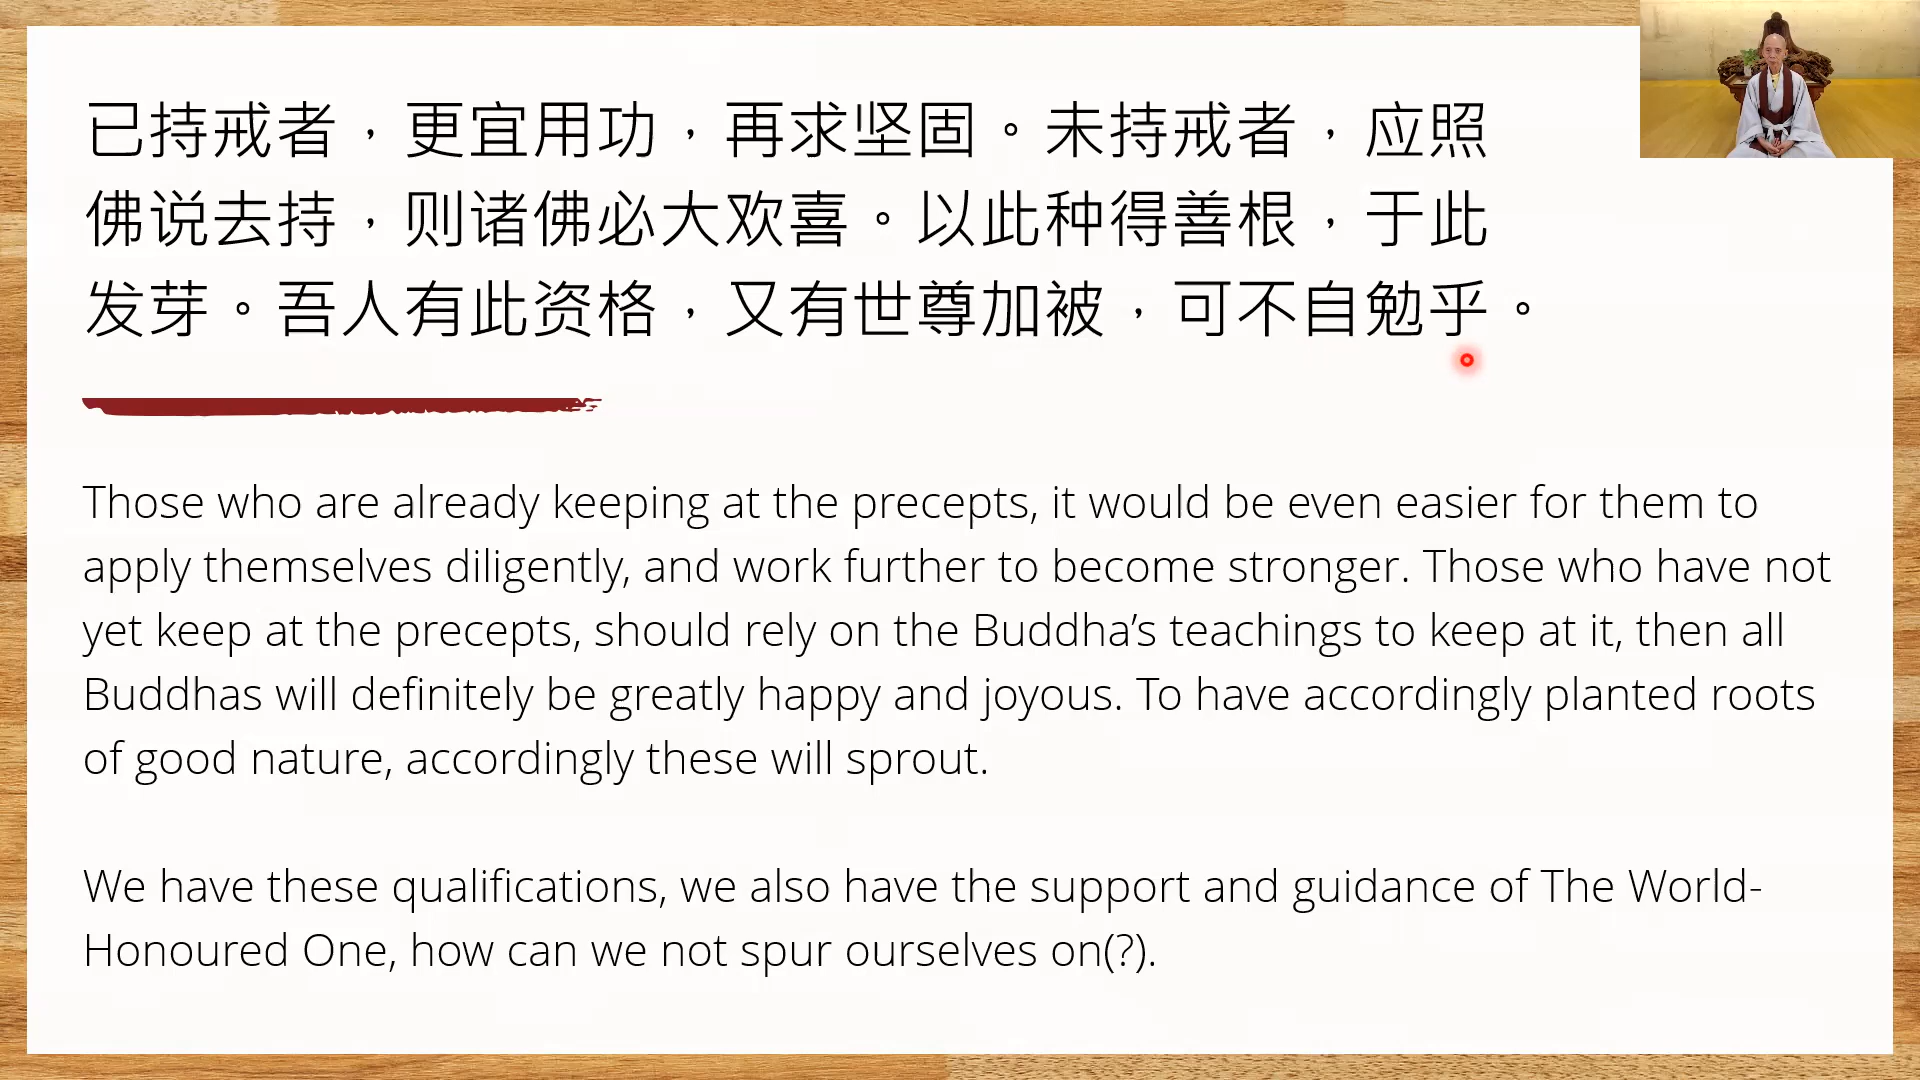 已持戒者，更宜用功，再求坚固。未持戒者，应照
佛说去持，则诸佛必大欢喜。以此种得善根，于此
发芽。吾人有此资格，又有世尊加被，可不自勉乎。
Those who are already keeping at the precepts, it would be even easier for them to
apply themselves diligently, and work further to become stronger. Those who have not
yet keep at the precepts, should rely on the Buddha’s teachings to keep at it, then all
Buddhas will definitely be greatly happy and joyous. To have accordingly planted roots
of good nature, accordingly these will sprout.
We have these qualifications, we also have the support and guidance of The World-
Honoured One, how can we not spur ourselves on(?).